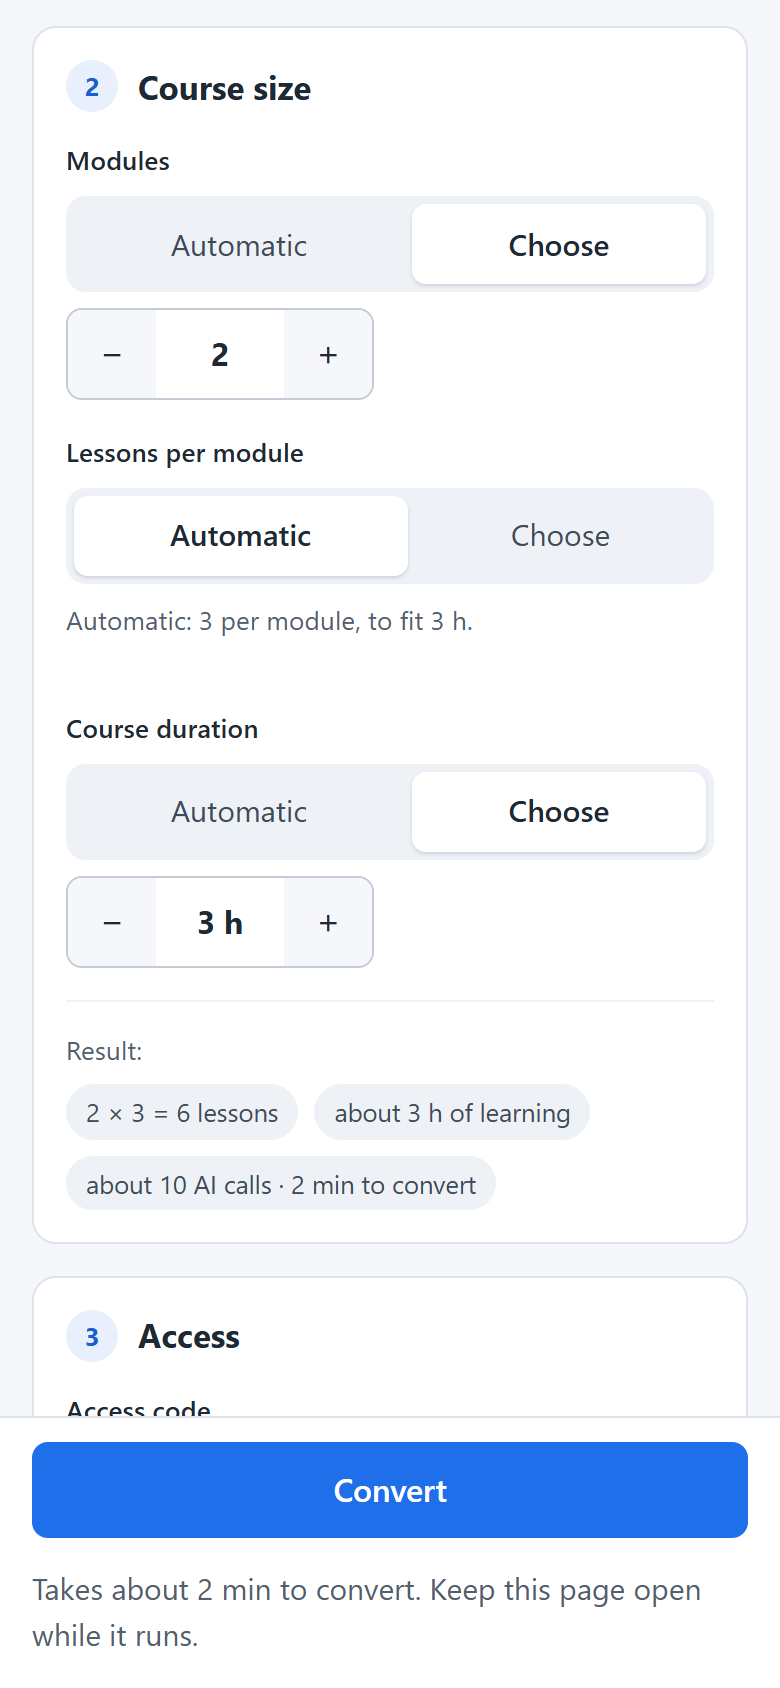 2 Course size
Modules
Automatic Choose
− 2 +
Lessons per module
Automatic Choose
Automatic: 3 per module, to fit 3 h.
Course duration
Automatic Choose
− 3 h +
Result:
2 × 3 = 6 lessons about 3 h of learning
about 10 AI calls · 2 min to convert
3 Access
Access code
Convert
Takes about 2 min to convert. Keep this page open
while it runs.